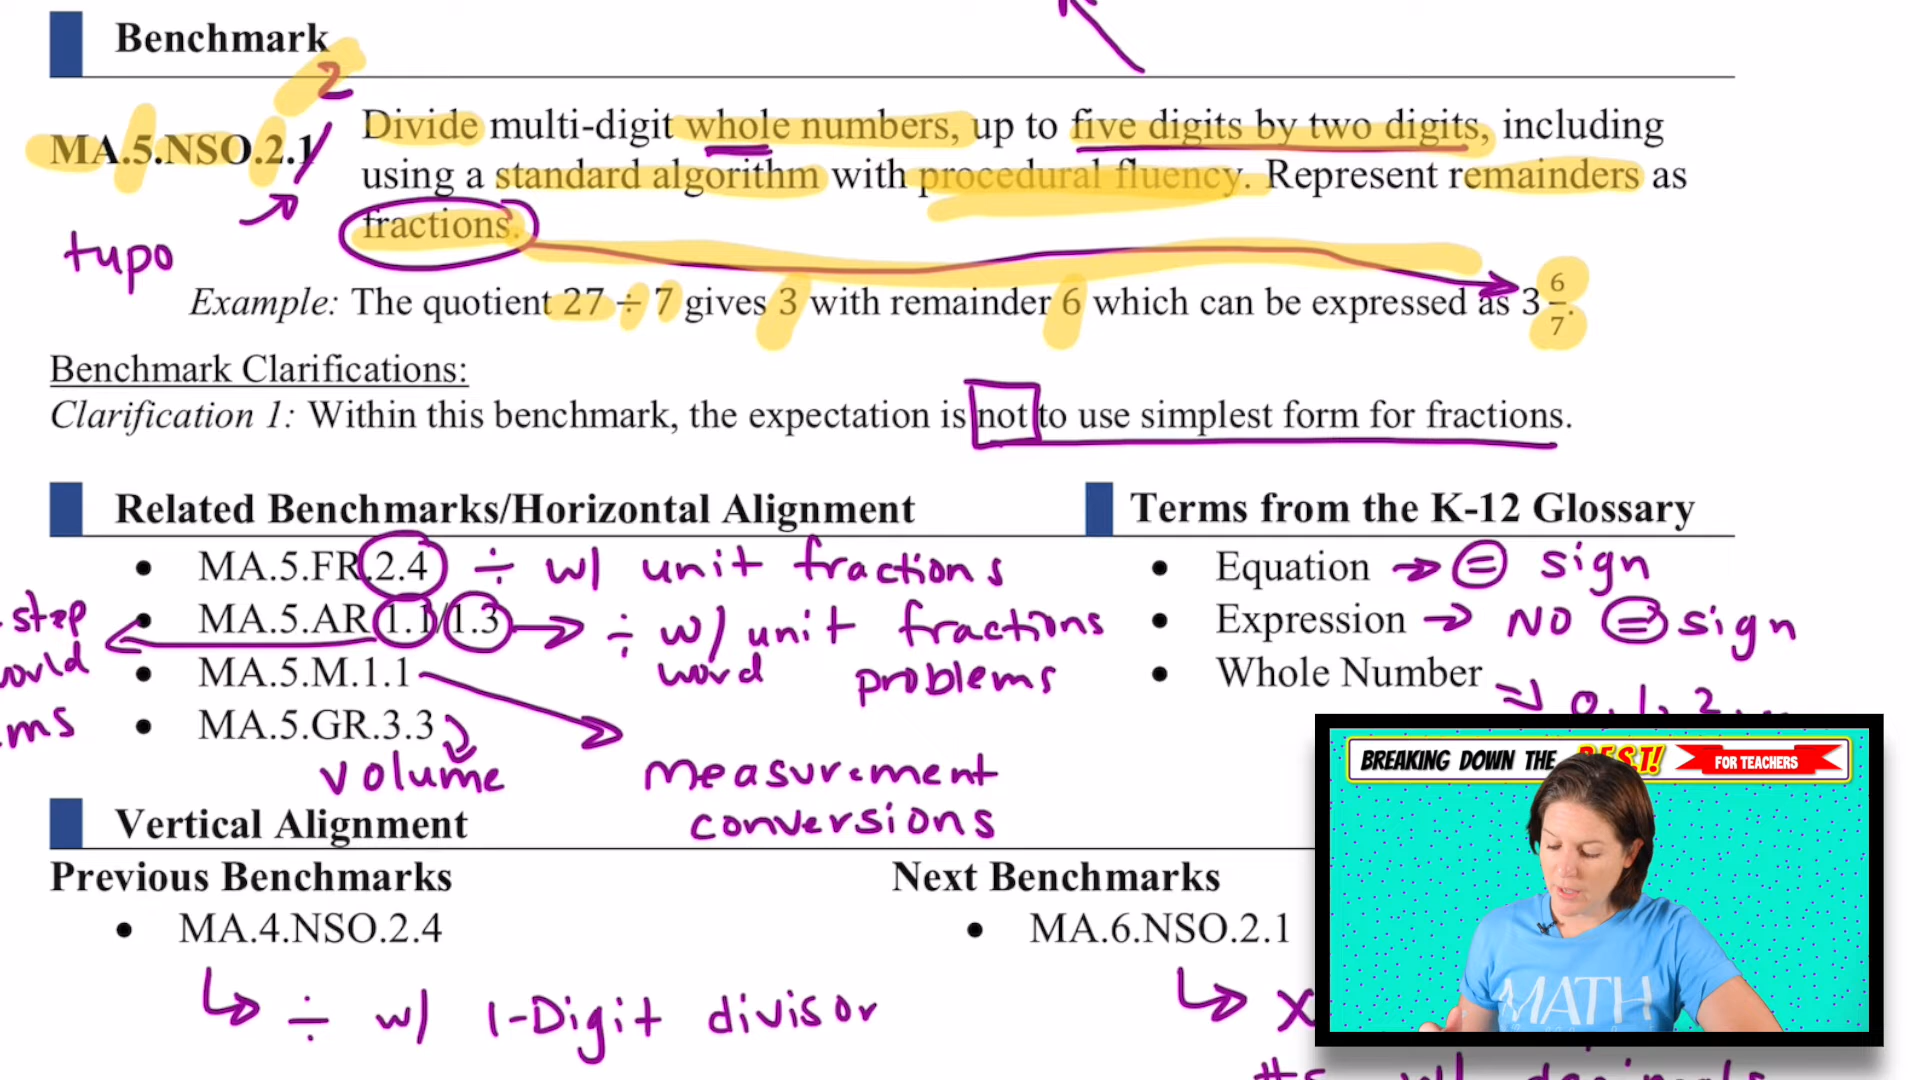 Benchmark
2
MA.5.NSO.2.1 Divide multi-digit whole numbers, up to five digits by two digits, including
using a standard algorithm with procedural fluency. Represent remainders as
fractions.
typo
Example: The quotient 27 ÷ 7 gives 3 with remainder 6 which can be expressed as 3 6/7.
Benchmark Clarifications:
Clarification 1: Within this benchmark, the expectation is not to use simplest form for fractions.
Related Benchmarks/Horizontal Alignment
• MA.5.FR.2.4 ÷ w/ unit fractions
• MA.5.AR.1.1/1.3 → ÷ w/ unit fractions
word problems
step
world
ms
• MA.5.M.1.1
measurement
conversions
• MA.5.GR.3.3
volume
Terms from the K-12 Glossary
• Equation → = sign
• Expression → NO = sign
• Whole Number → 0, 1, 2
Vertical Alignment
Previous Benchmarks
• MA.4.NSO.2.4
÷ w/ 1-Digit divisor
Next Benchmarks
• MA.6.NSO.2.1
x
#s w/ decimals
BREAKING DOWN THE B.E.S.T! FOR TEACHERS
MATH